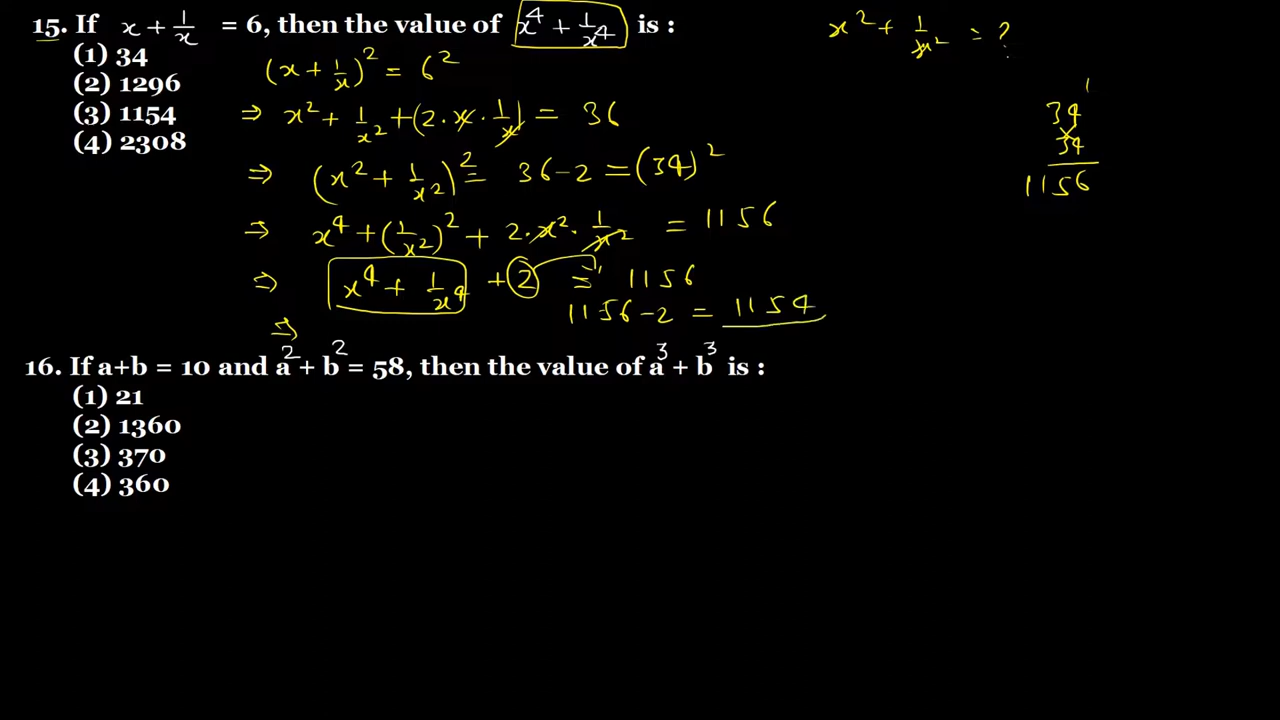 15. If x + 1/x = 6, then the value of x⁴ + 1/x⁴ is :
x² + 1/x² = ?
(1) 34
(x + 1/x)² = 6²
(2) 1296
(3) 1154
⇒ x² + 1/x² + (2 · x · 1/x) = 36
(4) 2308
1
34
34
1156
⇒ (x² + 1/x²)² = 36 - 2 = (34)²
⇒ x⁴ + (1/x²)² + 2 · x² · 1/x² = 1156
⇒ x⁴ + 1/x⁴ + 2 = 1156
⇒ 1156 - 2 = 1154
16. If a+b = 10 and a² + b² = 58, then the value of a³ + b³ is :
(1) 21
(2) 1360
(3) 370
(4) 360